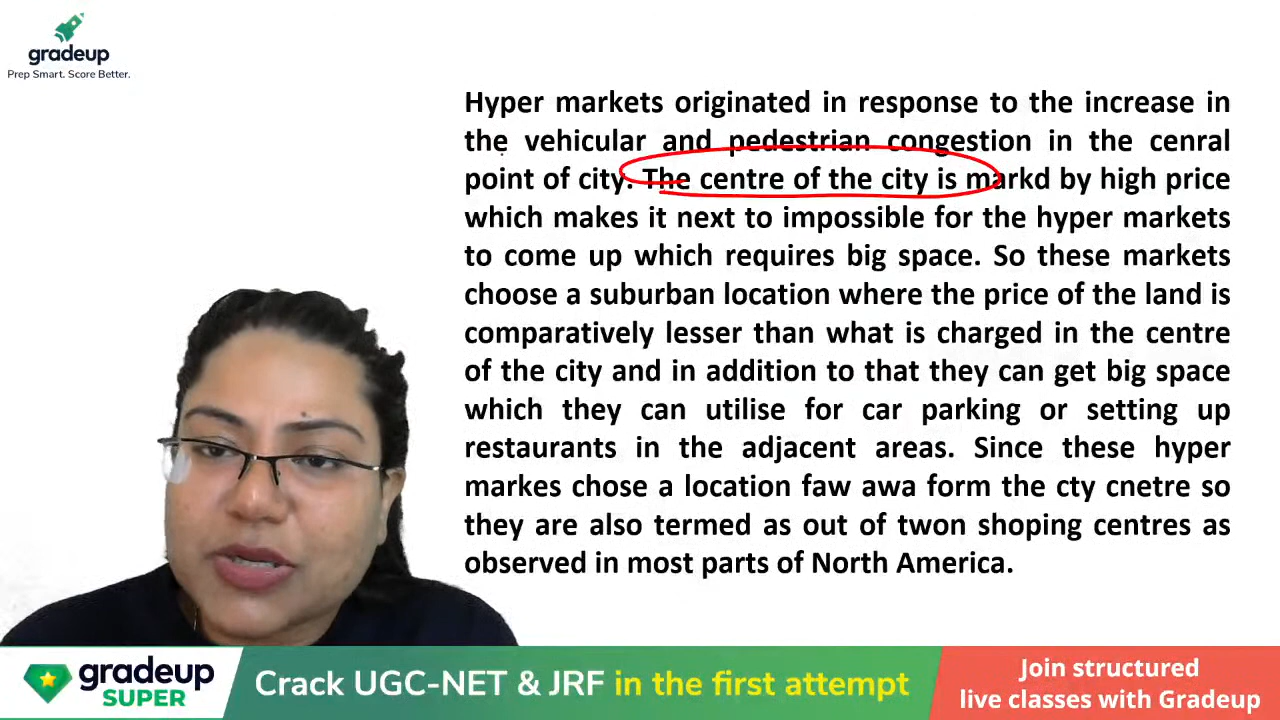 gradeup
Prep Smart. Score Better.
Hyper markets originated in response to the increase in
the vehicular and pedestrian congestion in the cenral
point of city. The centre of the city is markd by high price
which makes it next to impossible for the hyper markets
to come up which requires big space. So these markets
choose a suburban location where the price of the land is
comparatively lesser than what is charged in the centre
of the city and in addition to that they can get big space
which they can utilise for car parking or setting up
restaurants in the adjacent areas. Since these hyper
markes chose a location faw awa form the cty cnetre so
they are also termed as out of twon shoping centres as
observed in most parts of North America.
gradeup
SUPER
Crack UGC-NET & JRF in the first attempt
Join structured
live classes with Gradeup